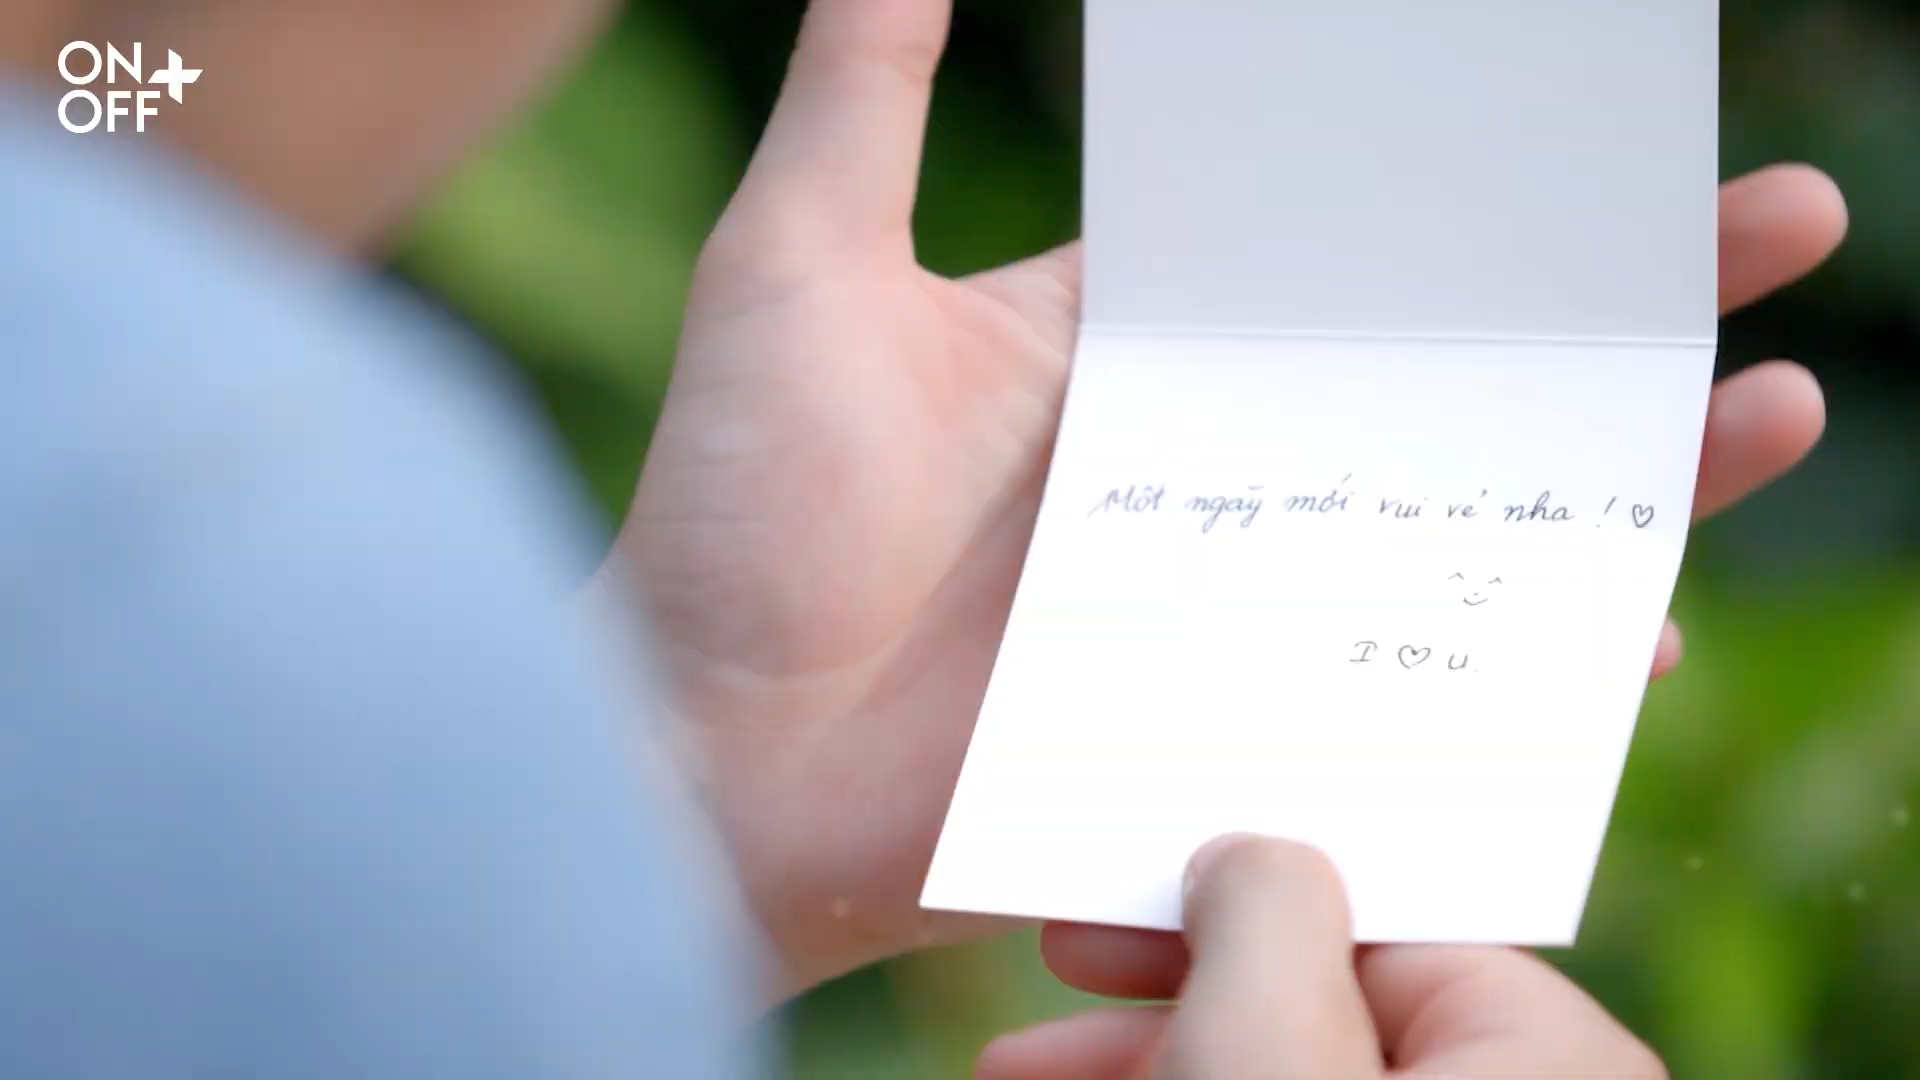 ON
OFF+
Một ngày mới vui vẻ nha ! ♡
I ♡ u.